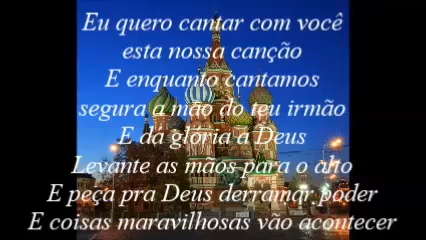 Eu quero cantar com você
esta nossa canção
E enquanto cantamos
segura a mão do teu irmão
E da glória a Deus
Levante as mãos para o alto
E peça pra Deus derramar poder
E coisas maravilhosas vão acontecer